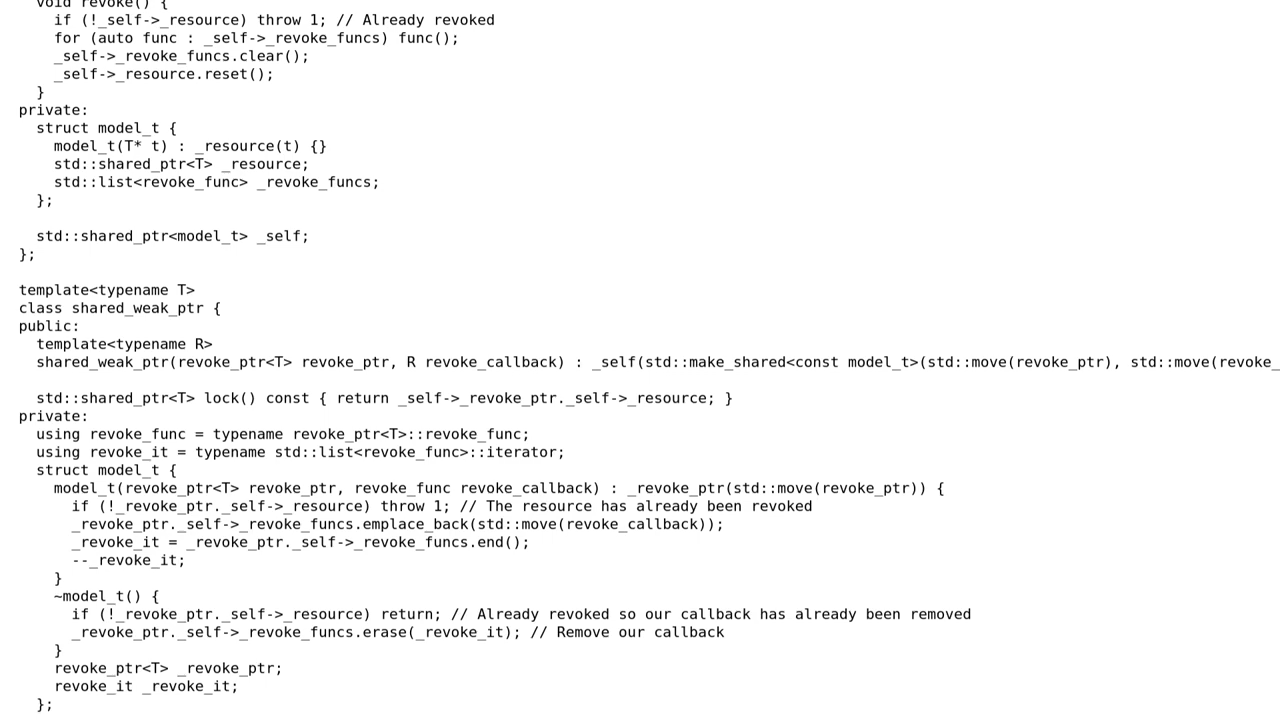 void revoke() {
if (!_self->_resource) throw 1; // Already revoked
for (auto func : _self->_revoke_funcs) func();
_self->_revoke_funcs.clear();
_self->_resource.reset();
}
private:
struct model_t {
model_t(T* t) : _resource(t) {}
std::shared_ptr<T> _resource;
std::list<revoke_func> _revoke_funcs;
};
std::shared_ptr<model_t> _self;
};
template<typename T>
class shared_weak_ptr {
public:
template<typename R>
shared_weak_ptr(revoke_ptr<T> revoke_ptr, R revoke_callback) : _self(std::make_shared<const model_t>(std::move(revoke_ptr), std::move(revoke_
std::shared_ptr<T> lock() const { return _self->_revoke_ptr._self->_resource; }
private:
using revoke_func = typename revoke_ptr<T>::revoke_func;
using revoke_it = typename std::list<revoke_func>::iterator;
struct model_t {
model_t(revoke_ptr<T> revoke_ptr, revoke_func revoke_callback) : _revoke_ptr(std::move(revoke_ptr)) {
if (!_revoke_ptr._self->_resource) throw 1; // The resource has already been revoked
_revoke_ptr._self->_revoke_funcs.emplace_back(std::move(revoke_callback));
_revoke_it = _revoke_ptr._self->_revoke_funcs.end();
--_revoke_it;
}
~model_t() {
if (!_revoke_ptr._self->_resource) return; // Already revoked so our callback has already been removed
_revoke_ptr._self->_revoke_funcs.erase(_revoke_it); // Remove our callback
}
revoke_ptr<T> _revoke_ptr;
revoke_it _revoke_it;
};